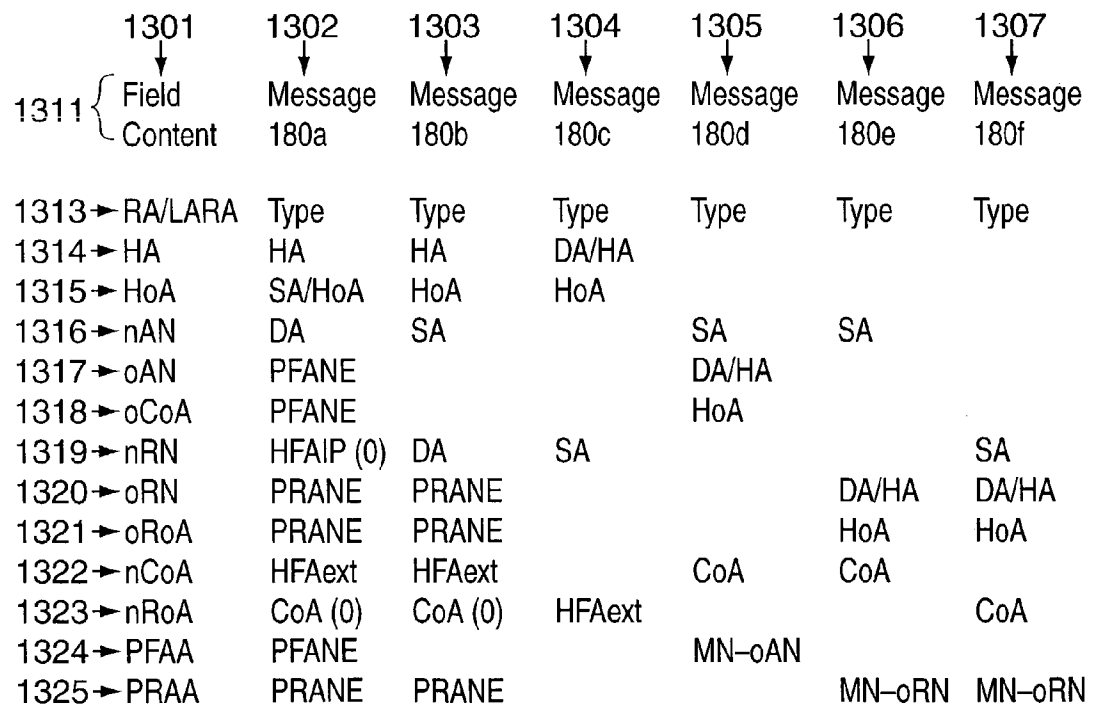 1301 1302 1303 1304 1305 1306 1307
1311 { Field Message Message Message Message Message Message
Content 180a 180b 180c 180d 180e 180f
1313 → RA/LARA Type Type Type Type Type Type
1314 → HA HA HA DA/HA
1315 → HoA SA/HoA HoA HoA
1316 → nAN DA SA SA SA
1317 → oAN PFANE DA/HA
1318 → oCoA PFANE HoA
1319 → nRN HFAIP (0) DA SA SA
1320 → oRN PRANE PRANE DA/HA DA/HA
1321 → oRoA PRANE PRANE HoA HoA
1322 → nCoA HFAext HFAext CoA CoA
1323 → nRoA CoA (0) CoA (0) HFAext CoA
1324 → PFAA PFANE MN–oAN
1325 → PRAA PRANE PRANE MN–oRN MN–oRN